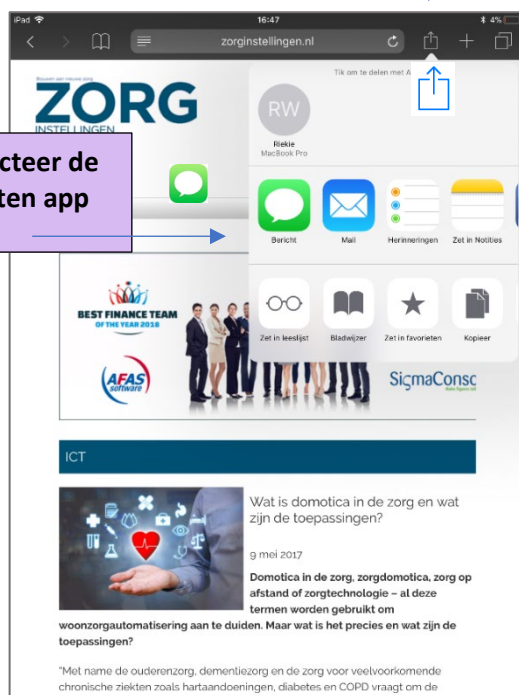 iPad 16:47 4%
zorginstellingen.nl
Bouwen aan nieuwe zorg
ZORG
INSTELLINGEN
cteer de
ten app
Tik om te delen met A
RW
Riekie
MacBook Pro
Bericht Mail Herinneringen Zet in Notities
Zet in leeslijst Bladwijzer Zet in favorieten Kopieer
BEST FINANCE TEAM
OF THE YEAR 2018
AFAS
software
SigmaConsc
ICT
Wat is domotica in de zorg en wat
zijn de toepassingen?
9 mei 2017
Domotica in de zorg, zorgdomotica, zorg op
afstand of zorgtechnologie – al deze
termen worden gebruikt om
woonzorgautomatisering aan te duiden. Maar wat is het precies en wat zijn de
toepassingen?
"Met name de ouderenzorg, dementiezorg en de zorg voor veelvoorkomende
chronische ziekten zoals hartaandoeningen, diabetes en COPD vraagt om de